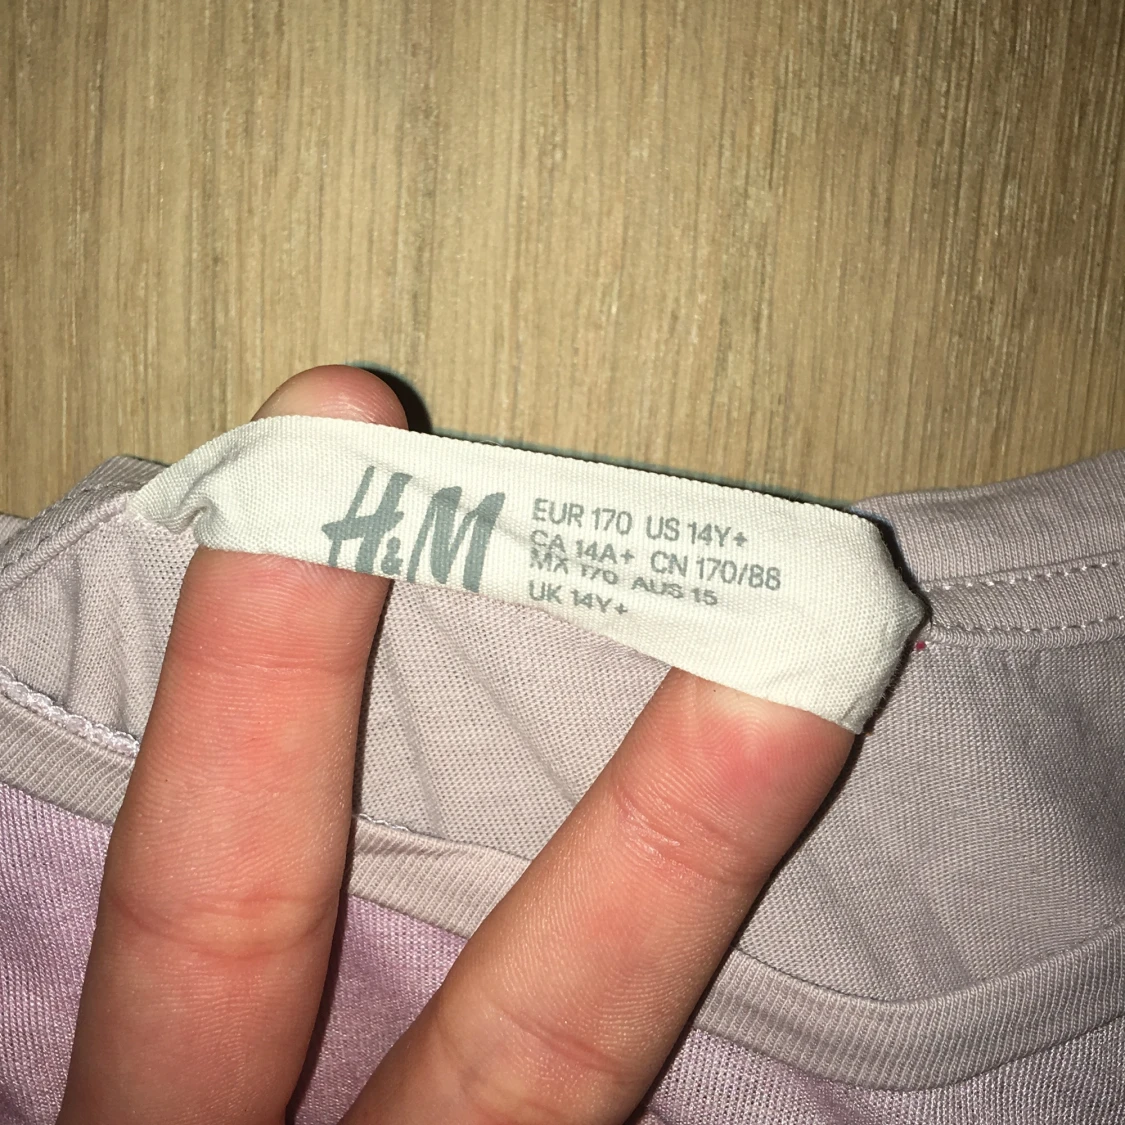 H&M
EUR 170 US 14Y+
CA 14A+ CN 170/88
MX 170 AUS 15
UK 14Y+